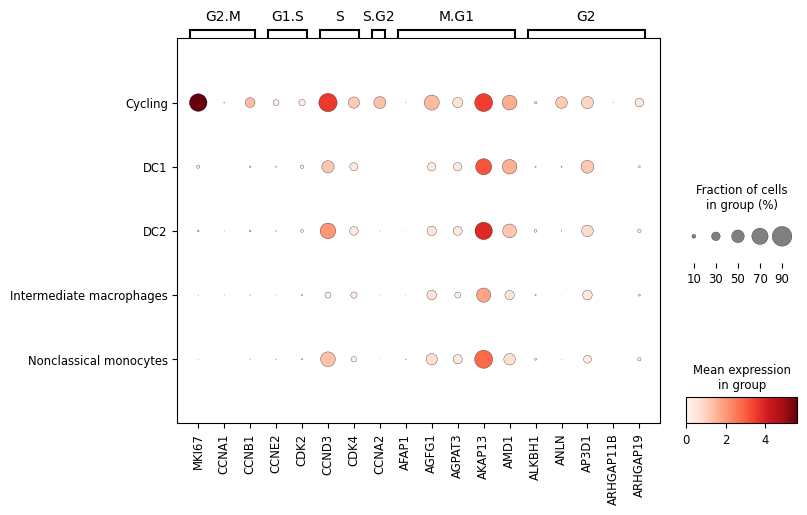 G2.M G1.S S S.G2 M.G1 G2
Cycling
DC1
DC2
Intermediate macrophages
Nonclassical monocytes
MKI67 CCNA1 CCNB1 CCNE2 CDK2 CCND3 CDK4 CCNA2 AFAP1 AGFG1 AGPAT3 AKAP13 AMD1 ALKBH1 ANLN AP3D1 ARHGAP11B ARHGAP19
Fraction of cells
in group (%)
10 30 50 70 90
Mean expression
in group
0 2 4